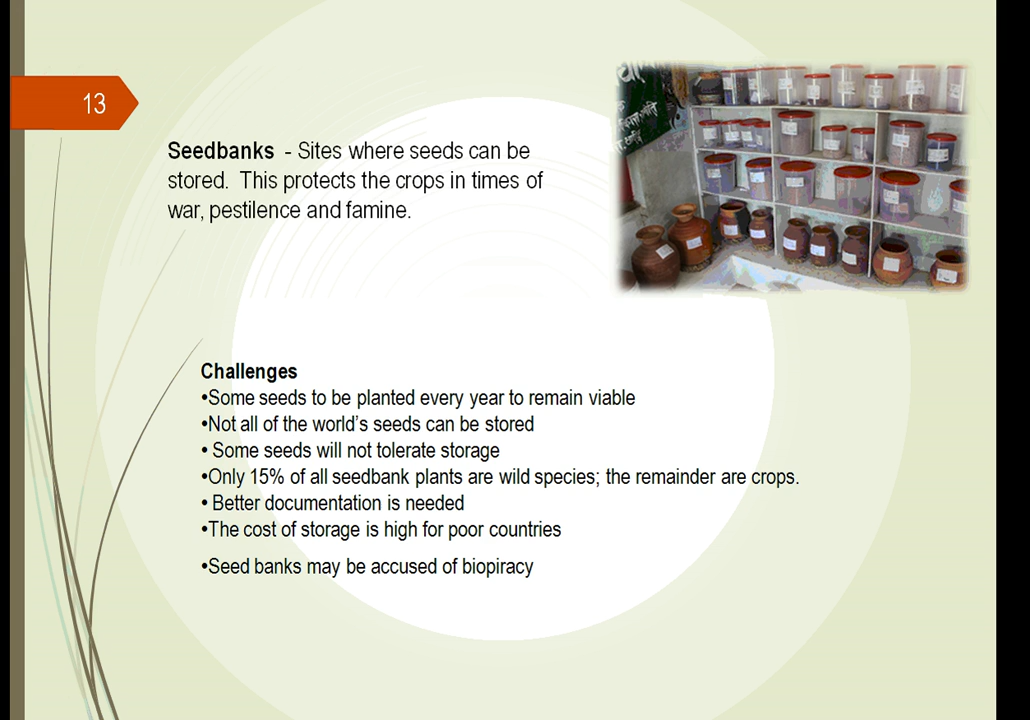 13
Seedbanks - Sites where seeds can be
stored. This protects the crops in times of
war, pestilence and famine.
Challenges
•Some seeds to be planted every year to remain viable
•Not all of the world's seeds can be stored
• Some seeds will not tolerate storage
•Only 15% of all seedbank plants are wild species; the remainder are crops.
• Better documentation is needed
•The cost of storage is high for poor countries
•Seed banks may be accused of biopiracy